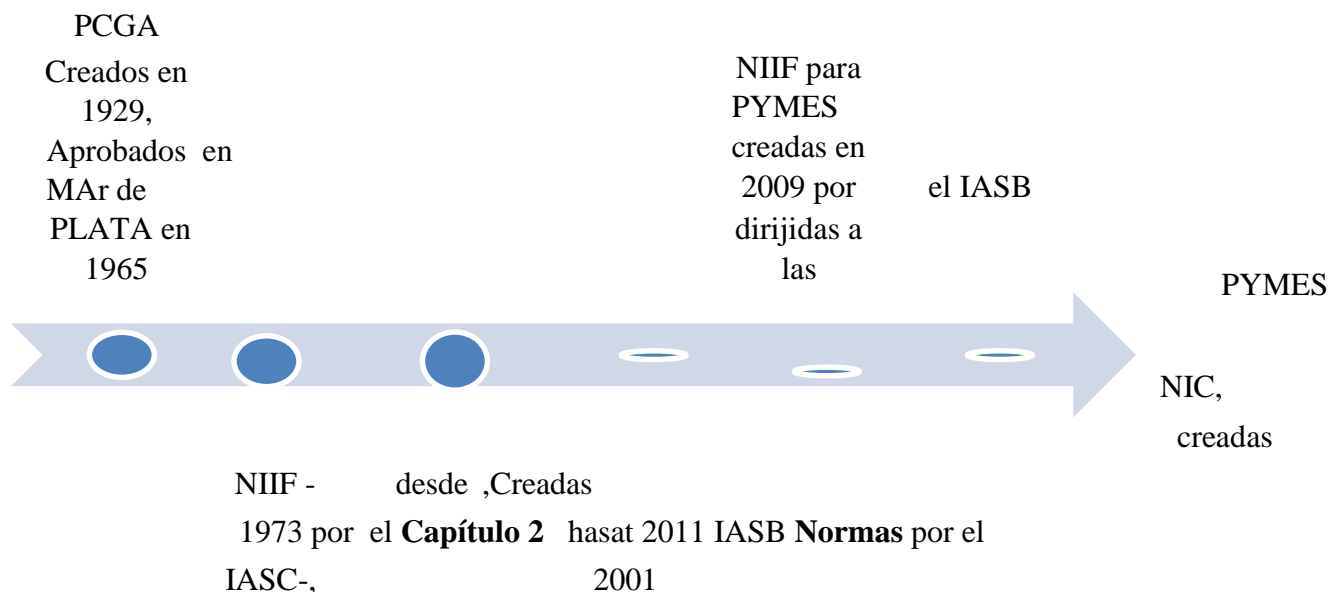 PCGA
Creados en
1929,
Aprobados en
MAr de
PLATA en
1965
NIIF para
PYMES
creadas en
2009 por el IASB
dirijidas a
las
PYMES
NIC,
creadas
NIIF - desde ,Creadas
1973 por el Capítulo 2 hasat 2011 IASB Normas por el
IASC-, 2001